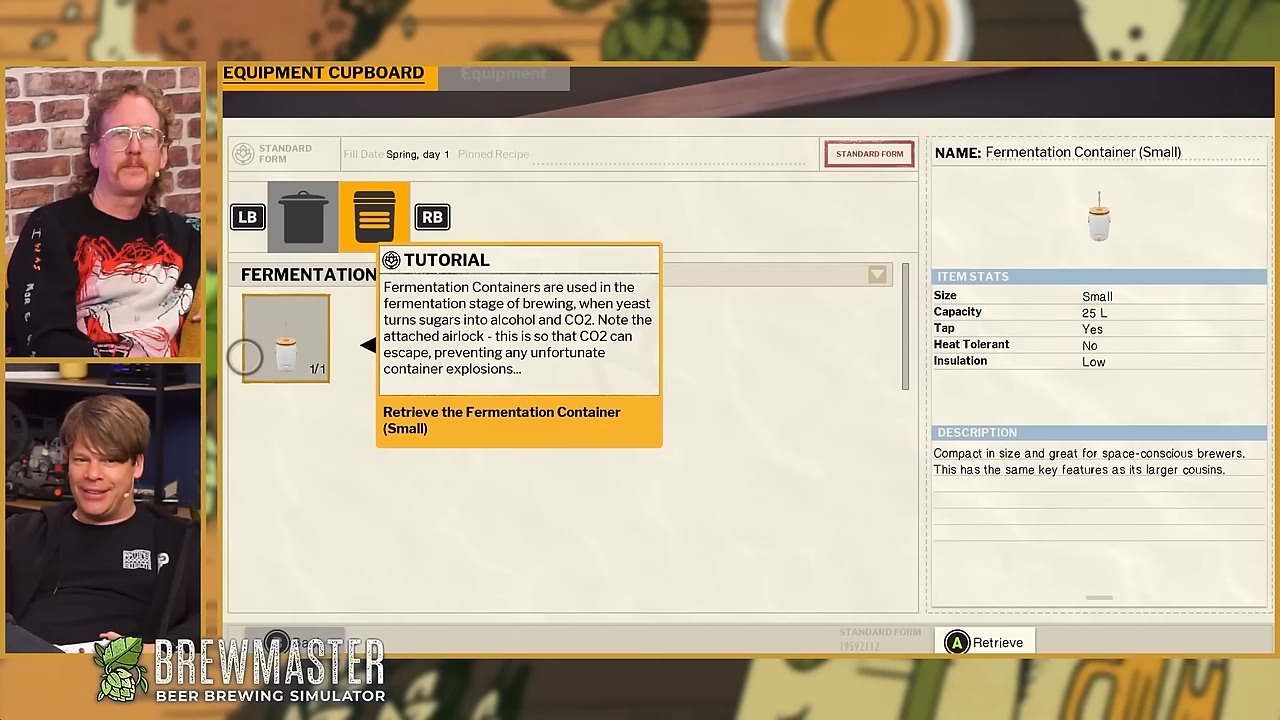 EQUIPMENT CUPBOARD
Equipment
STANDARD
FORM
Fill Date Spring, day 1 Pinned Recipe
STANDARD FORM
NAME: Fermentation Container (Small)
LB
RB
TUTORIAL
FERMENTATION
Fermentation Containers are used in the
fermentation stage of brewing, when yeast
turns sugars into alcohol and CO2. Note the
attached airlock - this is so that CO2 can
escape, preventing any unfortunate
container explosions...
1/1
Retrieve the Fermentation Container
(Small)
ITEM STATS
Size Small
Capacity 25 L
Tap Yes
Heat Tolerant No
Insulation Low
DESCRIPTION
Compact in size and great for space-conscious brewers.
This has the same key features as its larger cousins.
I WAS
STANDARD FORM
19592112
A Retrieve
BREWMASTER
BEER BREWING SIMULATOR